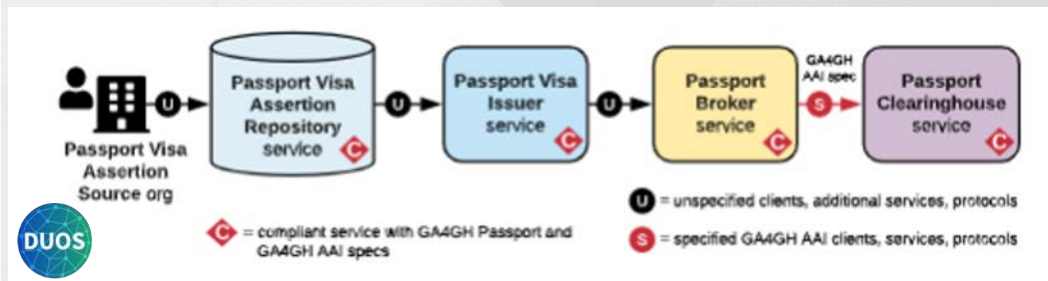 Passport Visa
Assertion
Source org
U
Passport Visa
Assertion
Repository
service
C
U
Passport Visa
Issuer
service
C
U
Passport
Broker
service
C
GA4GH
AAI spec
S
Passport
Clearinghouse
service
C
DUOS
C = compliant service with GA4GH Passport and
GA4GH AAI specs
U = unspecified clients, additional services, protocols
S = specified GA4GH AAI clients, services, protocols